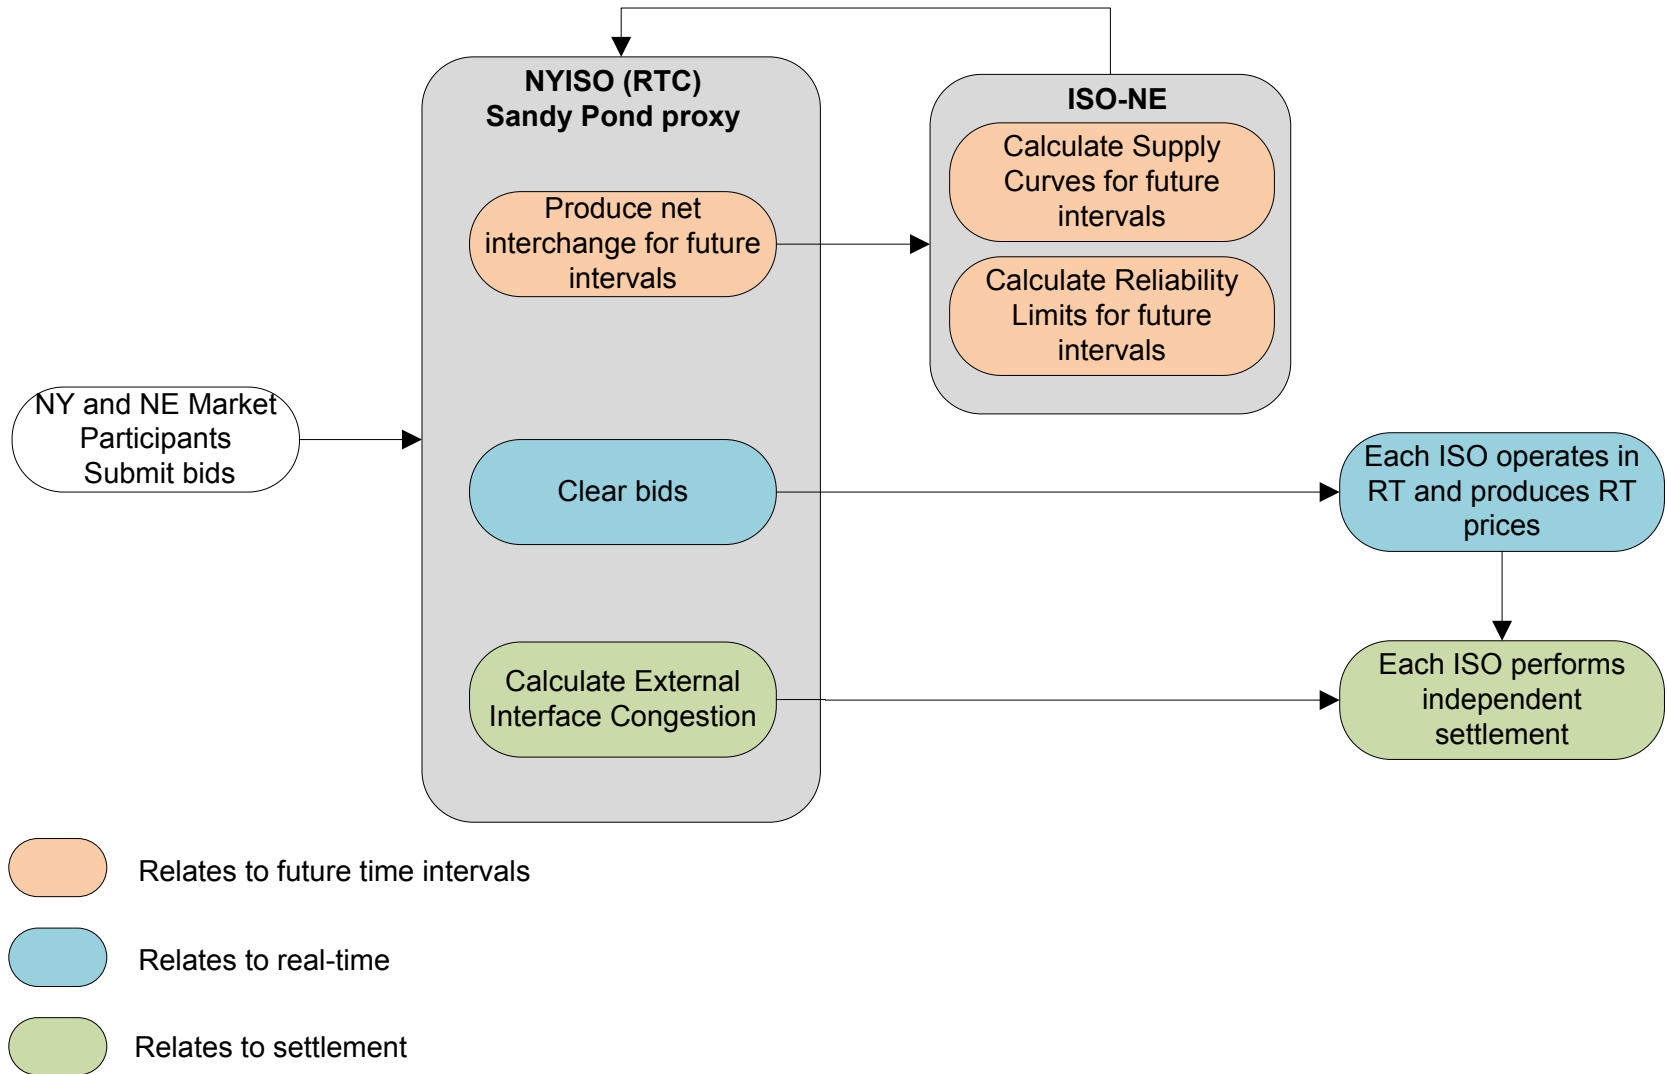 NYISO (RTC)
Sandy Pond proxy
Produce net
interchange for future
intervals
Clear bids
Calculate External
Interface Congestion
ISO-NE
Calculate Supply
Curves for future
intervals
Calculate Reliability
Limits for future
intervals
NY and NE Market
Participants
Submit bids
Each ISO operates in
RT and produces RT
prices
Each ISO performs
independent
settlement
Relates to future time intervals
Relates to real-time
Relates to settlement